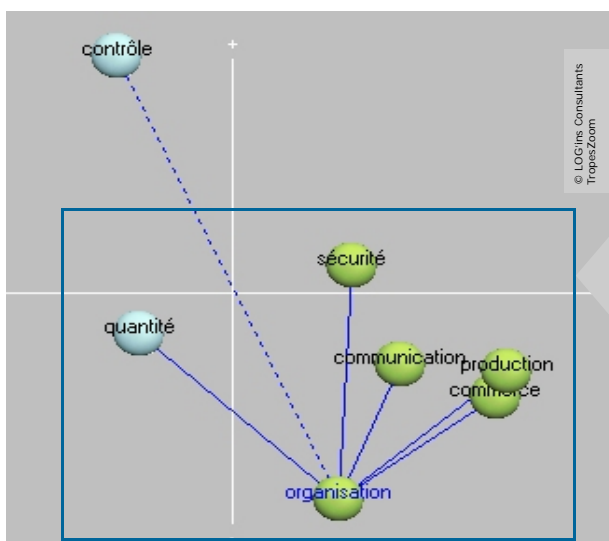 contrôle
+
© LOG'ins Consultants
TropesZoom
sécurité
quantité
communication
production
commerce
organisation